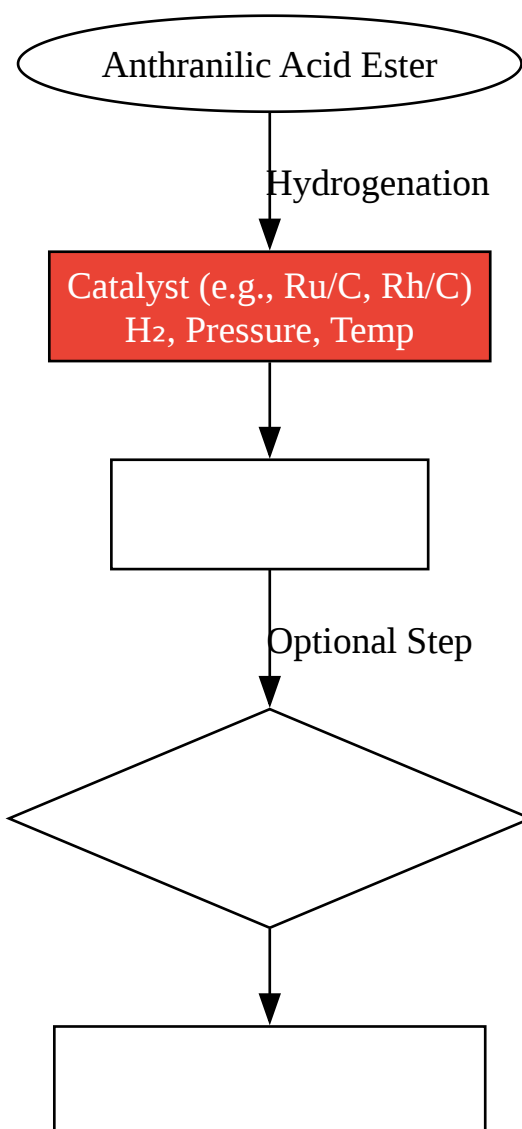 Anthranilic Acid Ester
Hydrogenation
Catalyst (e.g., Ru/C, Rh/C)
H₂, Pressure, Temp
Optional Step